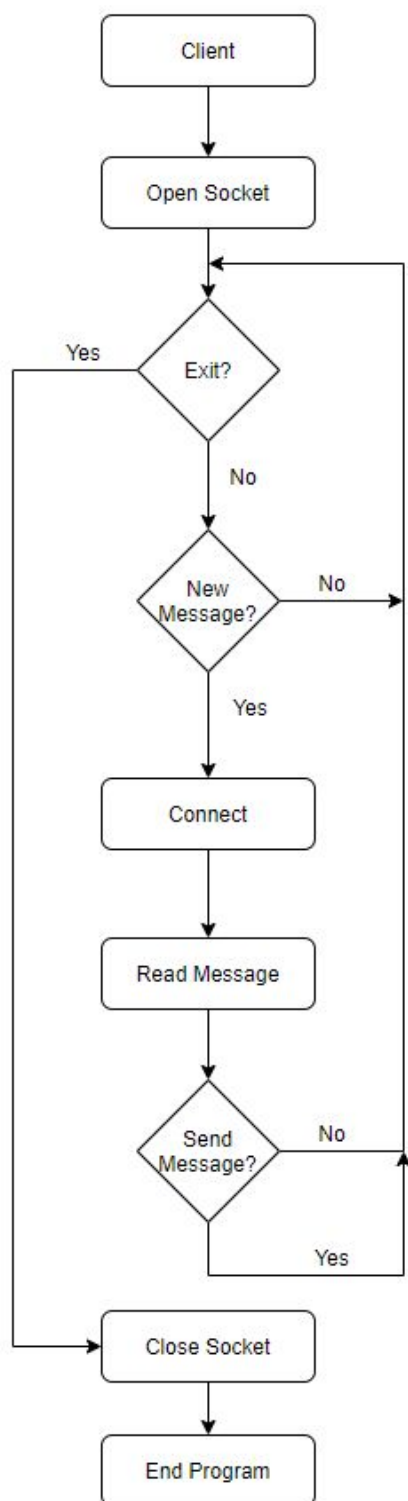 Client
Open Socket
Yes
Exit?
No
New
Message?
No
Yes
Connect
Read Message
Send
Message?
No
Yes
Close Socket
End Program